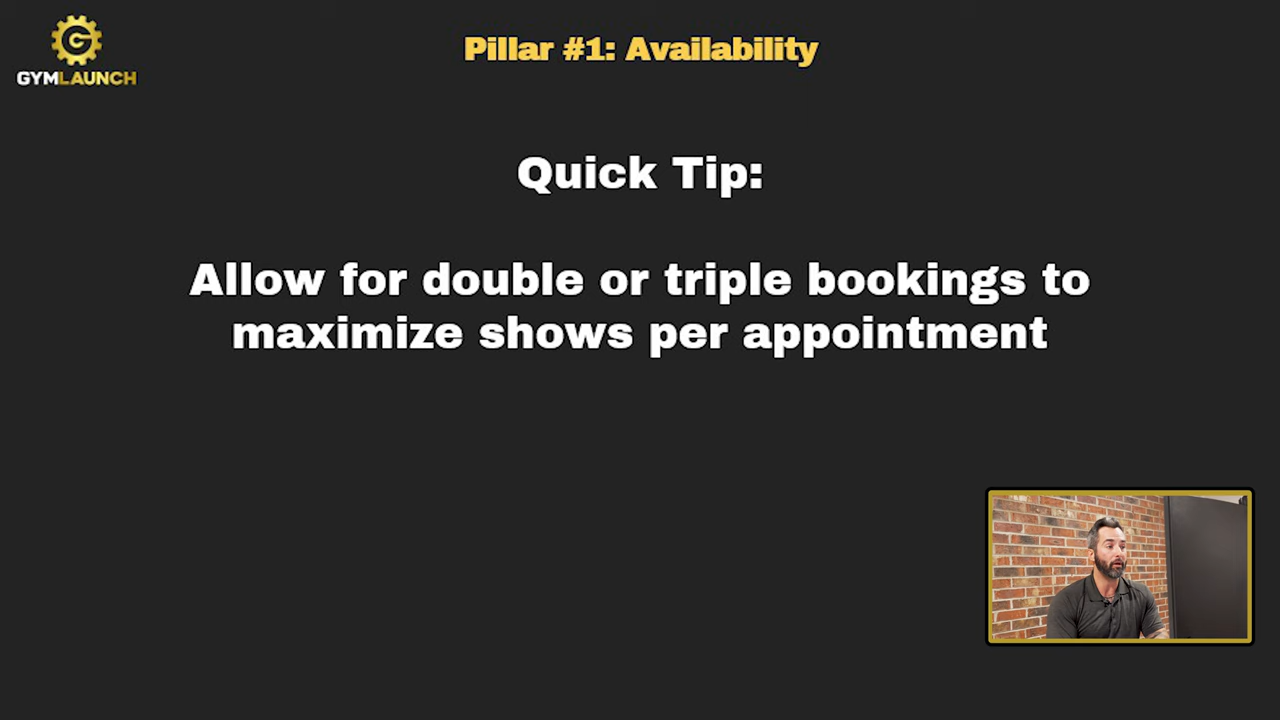 GYMLAUNCH
Pillar #1: Availability
Quick Tip:
Allow for double or triple bookings to
maximize shows per appointment